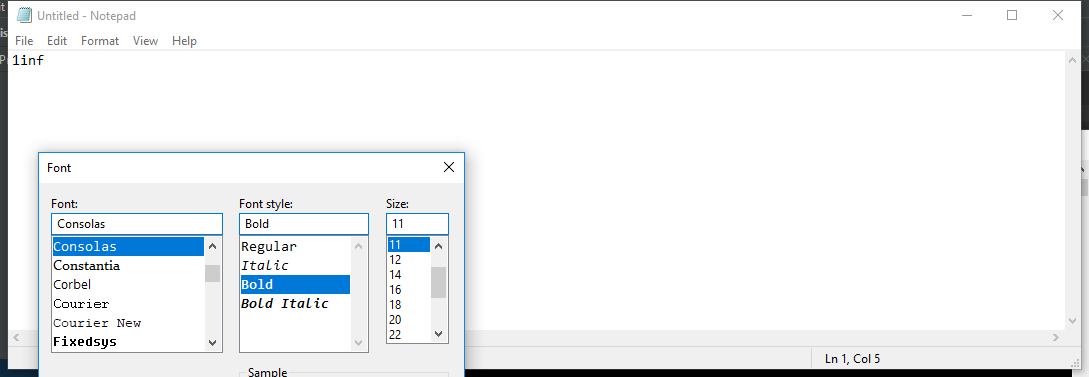 Untitled - Notepad
File Edit Format View Help
1inf
Font
Font: Font style: Size:
Consolas Bold 11
Consolas Regular 11
Constantia Italic 12
Corbel Bold 14
Courier Bold Italic 16
Courier New 18
Fixedsys 20
22
Sample
Ln 1, Col 5